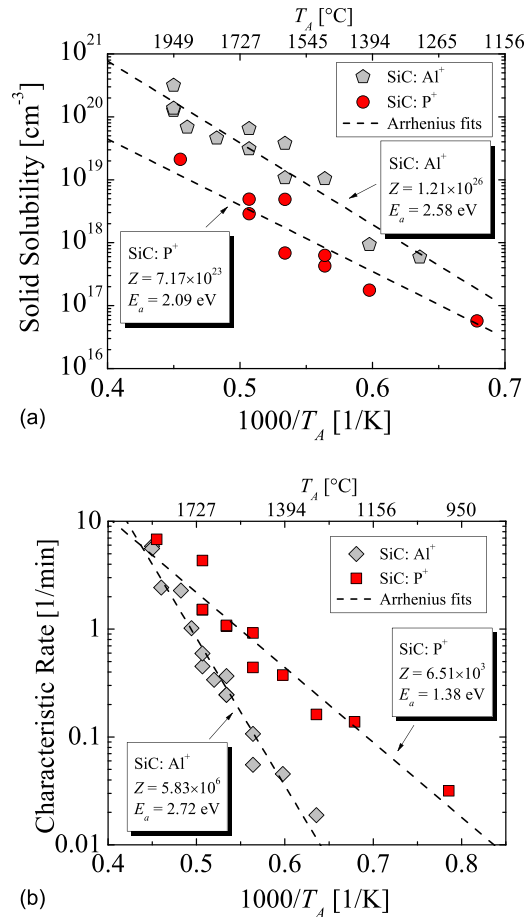 T_A [°C]
1949 1727 1545 1394 1265 1156
10^21
10^20
10^19
10^18
10^17
10^16
Solid Solubility [cm^-3]
SiC: Al^+
SiC: P^+
Arrhenius fits
SiC: Al^+
Z = 1.21×10^26
E_a = 2.58 eV
SiC: P^+
Z = 7.17×10^23
E_a = 2.09 eV
0.4 0.5 0.6 0.7
(a)
1000/T_A [1/K]
T_A [°C]
1727 1394 1156 950
10
1
0.1
0.01
Characteristic Rate [1/min]
SiC: Al^+
SiC: P^+
Arrhenius fits
SiC: P^+
Z = 6.51×10^3
E_a = 1.38 eV
SiC: Al^+
Z = 5.83×10^6
E_a = 2.72 eV
0.4 0.5 0.6 0.7 0.8
(b)
1000/T_A [1/K]